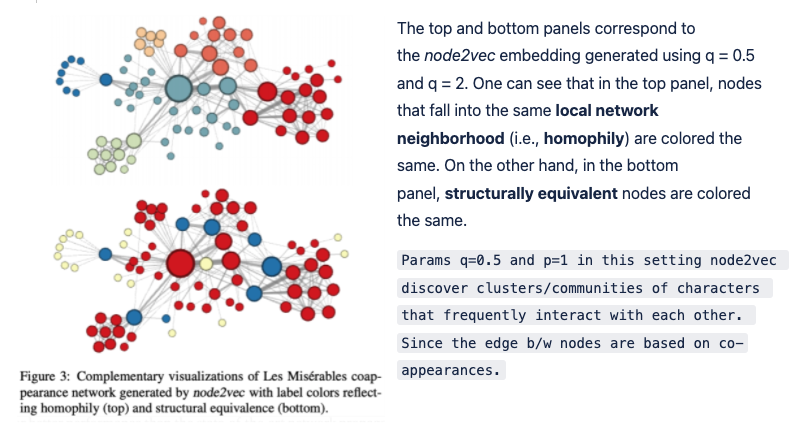 The top and bottom panels correspond to
the node2vec embedding generated using q = 0.5
and q = 2. One can see that in the top panel, nodes
that fall into the same local network
neighborhood (i.e., homophily) are colored the
same. On the other hand, in the bottom
panel, structurally equivalent nodes are colored
the same.
Params q=0.5 and p=1 in this setting node2vec
discover clusters/communities of characters
that frequently interact with each other.
Since the edge b/w nodes are based on co-
appearances.
Figure 3: Complementary visualizations of Les Misérables coap-
pearance network generated by node2vec with label colors reflect-
ing homophily (top) and structural equivalence (bottom).